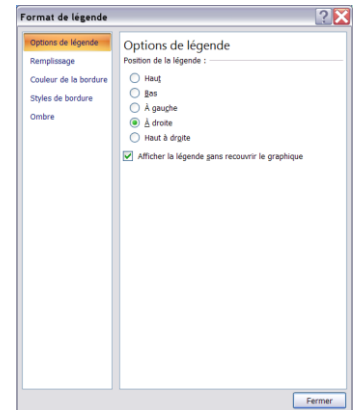 Format de légende
Options de légende
Remplissage
Couleur de la bordure
Styles de bordure
Ombre
Options de légende
Position de la légende :
Haut
Bas
À gauche
À droite
Haut à droite
Afficher la légende sans recouvrir le graphique
Fermer